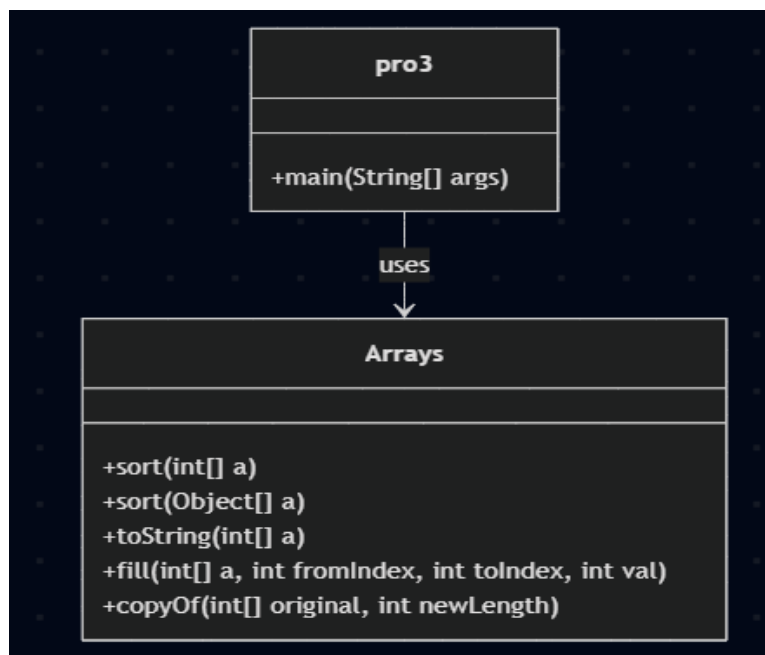 pro3
+main(String[] args)
uses
Arrays
+sort(int[] a)
+sort(Object[] a)
+toString(int[] a)
+fill(int[] a, int fromIndex, int toIndex, int val)
+copyOf(int[] original, int newLength)